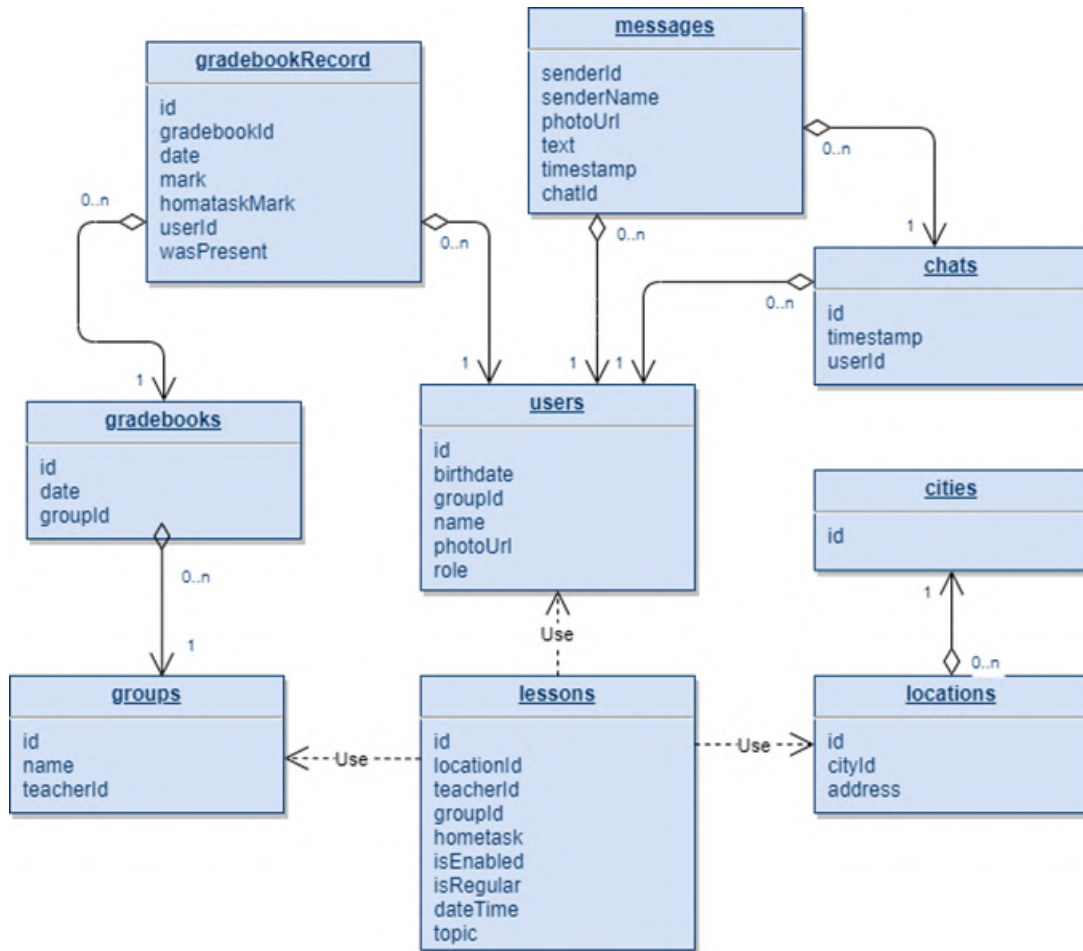 messages
senderId
senderName
photoUrl
text
timestamp
chatId
gradebookRecord
id
gradebookId
date
mark
homataskMark
userId
wasPresent
0..n
0..n
0..n
0..n
1
chats
id
timestamp
userId
0..n
1
1
1
1
gradebooks
id
date
groupId
users
id
birthdate
groupId
name
photoUrl
role
cities
id
0..n
1
Use
1
0..n
groups
id
name
teacherId
lessons
id
locationId
teacherId
groupId
hometask
isEnabled
isRegular
dateTime
topic
locations
id
cityId
address
Use
Use